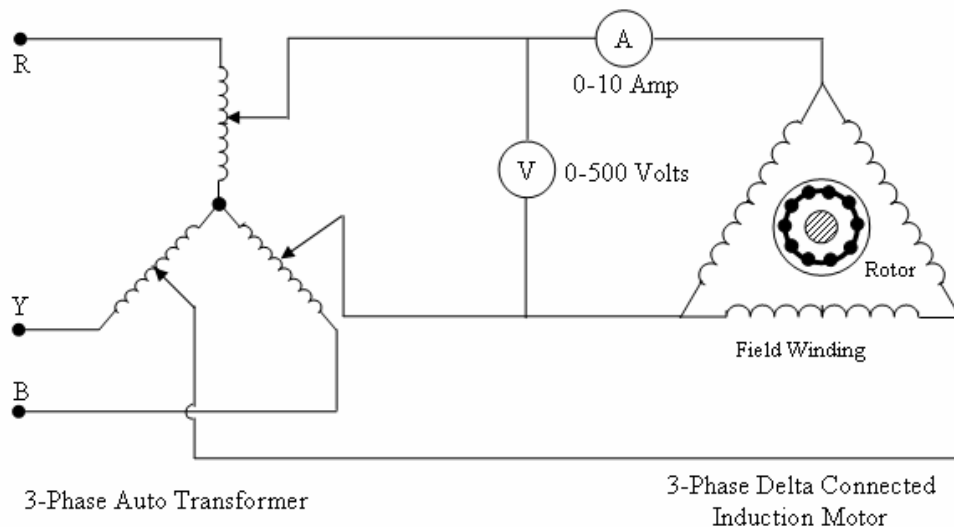 R
A
0-10 Amp
V
0-500 Volts
Rotor
Y
Field Winding
B
3-Phase Auto Transformer
3-Phase Delta Connected
Induction Motor